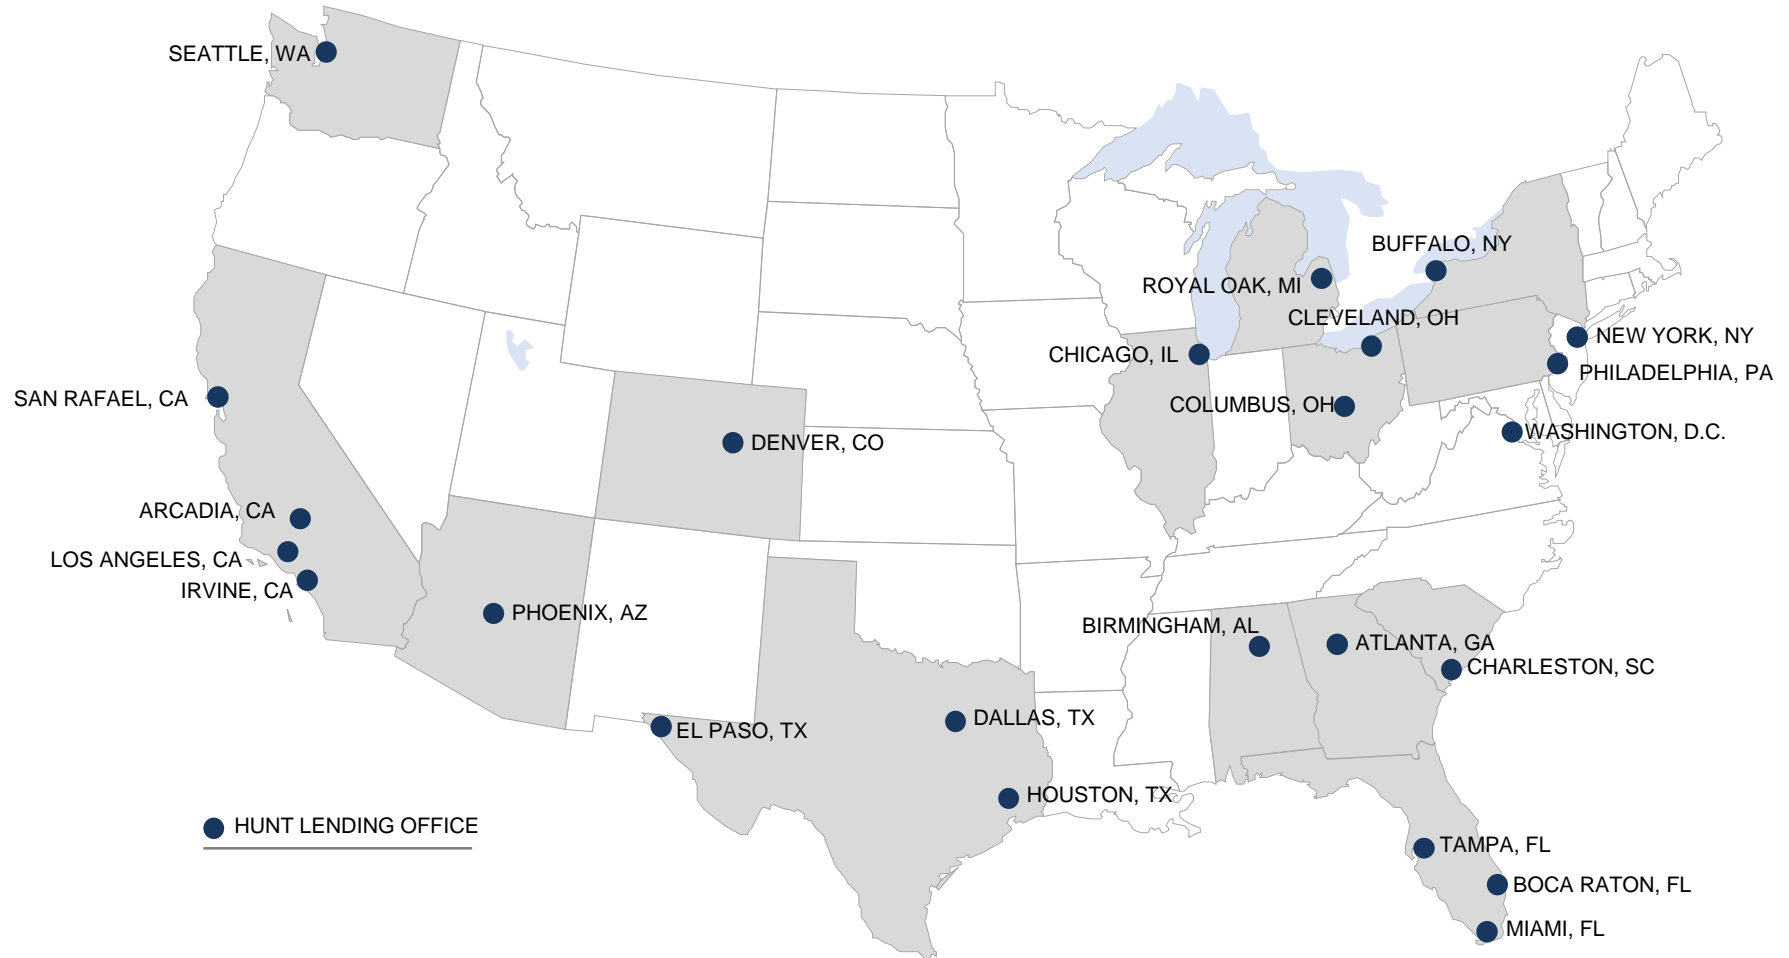 SEATTLE, WA
BUFFALO, NY
ROYAL OAK, MI
CLEVELAND, OH
NEW YORK, NY
CHICAGO, IL
PHILADELPHIA, PA
SAN RAFAEL, CA
COLUMBUS, OH
WASHINGTON, D.C.
DENVER, CO
ARCADIA, CA
LOS ANGELES, CA
IRVINE, CA
PHOENIX, AZ
BIRMINGHAM, AL
ATLANTA, GA
CHARLESTON, SC
DALLAS, TX
EL PASO, TX
HOUSTON, TX
HUNT LENDING OFFICE
TAMPA, FL
BOCA RATON, FL
MIAMI, FL